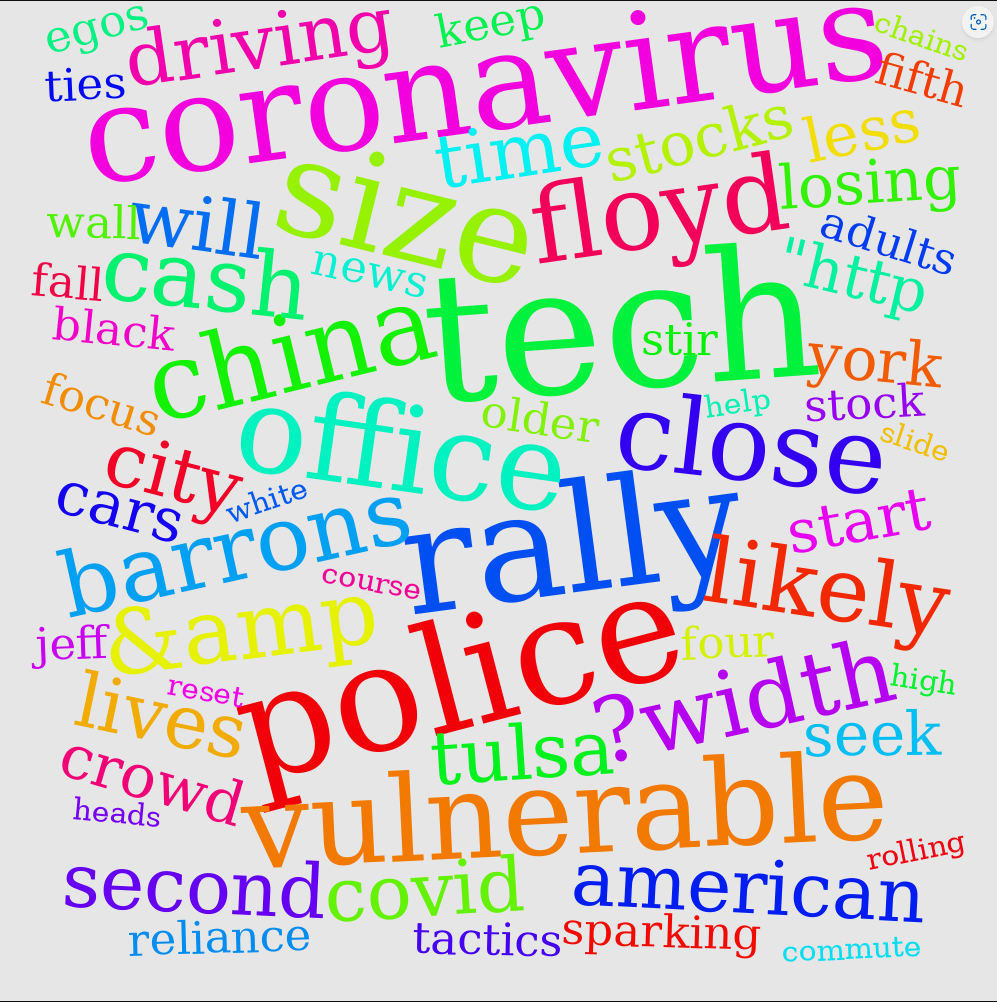 egos
driving
keep
coronavirus
chains
ties
fifth
time
stocks
less
size
floyd
losing
wall
will
adults
fall
cash
news
"http
black
china
tech
stir
york
focus
office
older
close
help
stock
slide
city
cars
white
barrons
rally
start
course
likely
jeff
&amp
police
four
lives
reset
?width
high
tulsa
seek
crowd
heads
vulnerable
rolling
second
covid
american
reliance
tactics
sparking
commute